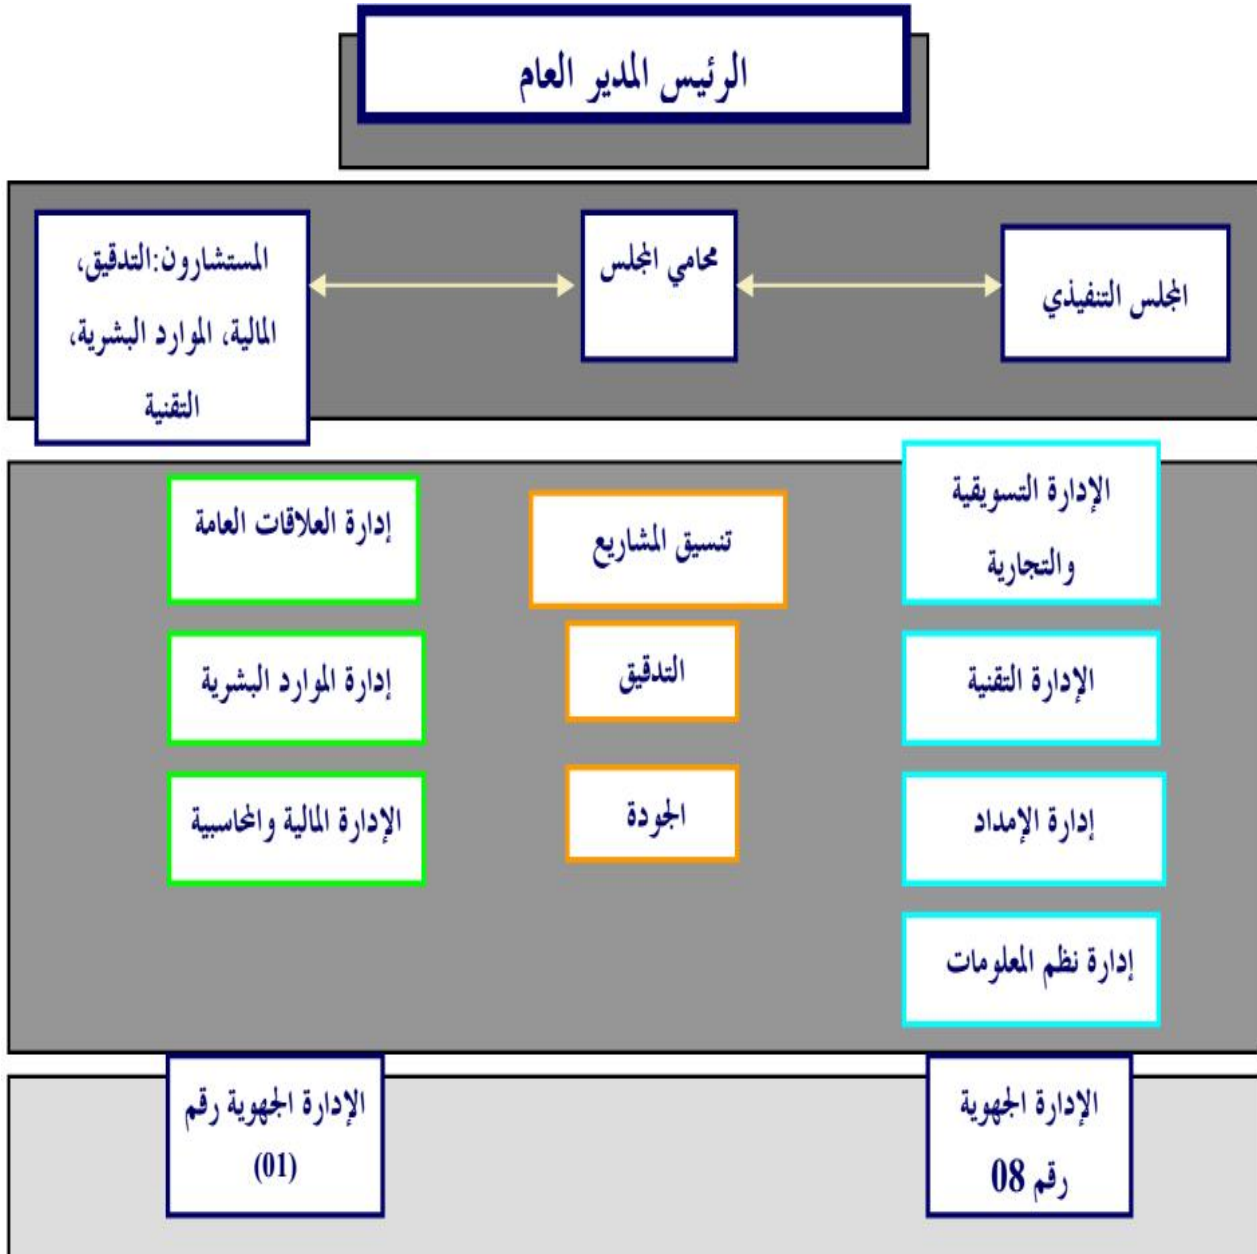 الرئيس المدير العام
المجلس التنفيذي
محامي المجلس
المستشارون:التدقيق،
المالية، الموارد البشرية،
التقنية
الإدارة التسويقية
والتجارية
تنسيق المشاريع
إدارة العلاقات العامة
الإدارة التقنية
التدقيق
إدارة الموارد البشرية
إدارة الإمداد
الجودة
الإدارة المالية والمحاسبية
إدارة نظم المعلومات
الإدارة الجهوية
رقم 08
الإدارة الجهوية رقم
(01)